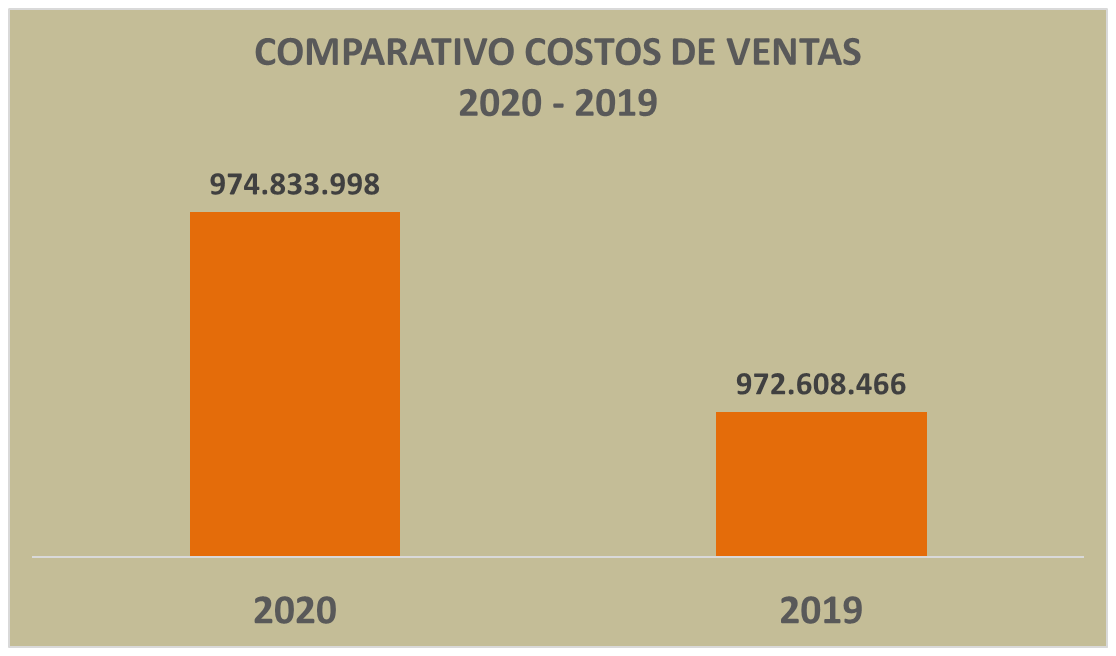 COMPARATIVO COSTOS DE VENTAS
2020 - 2019
974.833.998
972.608.466
2020
2019